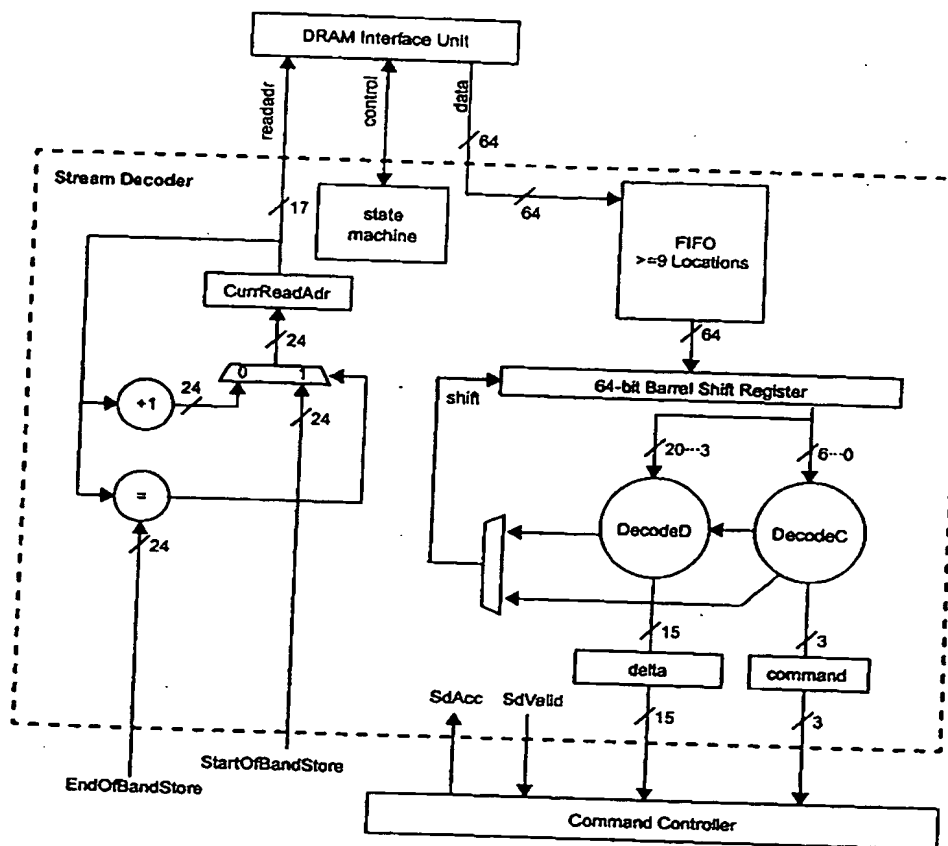 DRAM Interface Unit
readadr
control
data
64
Stream Decoder
17
state
machine
64
FIFO
>=9 Locations
CurrReadAdr
64
24
0 1
24
+1
24
shift
64-bit Barrel Shift Register
20---3
6---0
=
24
DecodeD
DecodeC
15
3
delta
command
SdAcc
SdValid
15
3
StartOfBandStore
EndOfBandStore
Command Controller